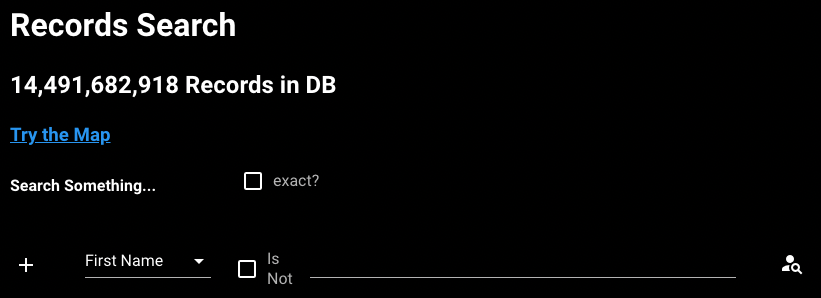 Records Search
14,491,682,918 Records in DB
Try the Map
Search Something... exact?
First Name Is
Not